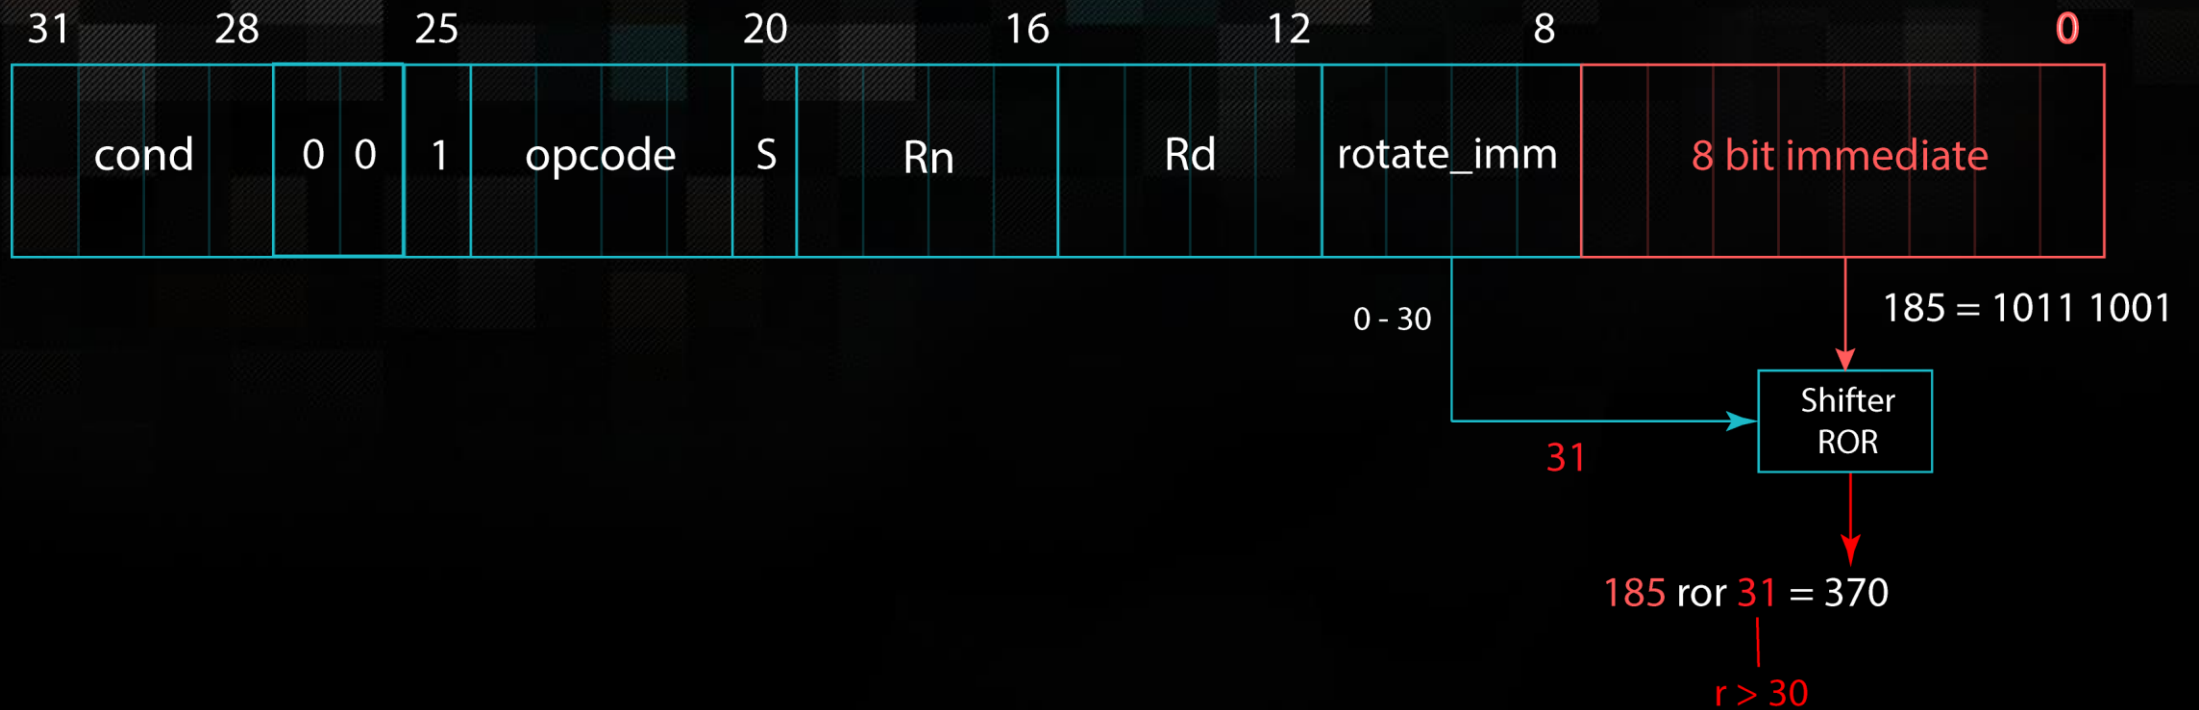 31 28 25 20 16 12 8 0
cond 0 0 1 opcode S Rn Rd rotate_imm 8 bit immediate
0 - 30
185 = 1011 1001
Shifter
ROR
31
185 ror 31 = 370
r > 30